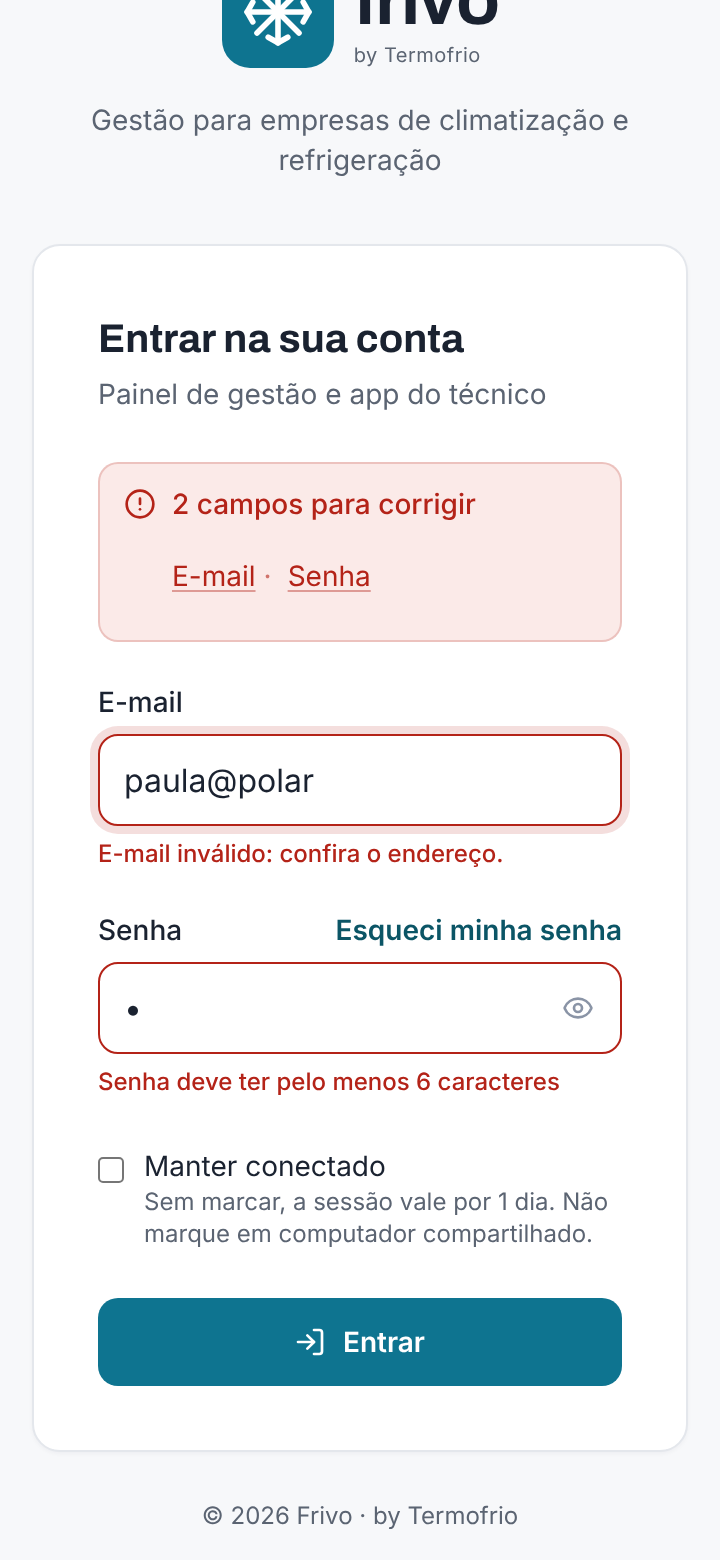 frivo
by Termofrio
Gestão para empresas de climatização e
refrigeração
Entrar na sua conta
Painel de gestão e app do técnico
2 campos para corrigir
E-mail · Senha
E-mail
paula@polar
E-mail inválido: confira o endereço.
Senha
Esqueci minha senha
•
Senha deve ter pelo menos 6 caracteres
Manter conectado
Sem marcar, a sessão vale por 1 dia. Não
marque em computador compartilhado.
Entrar
© 2026 Frivo · by Termofrio